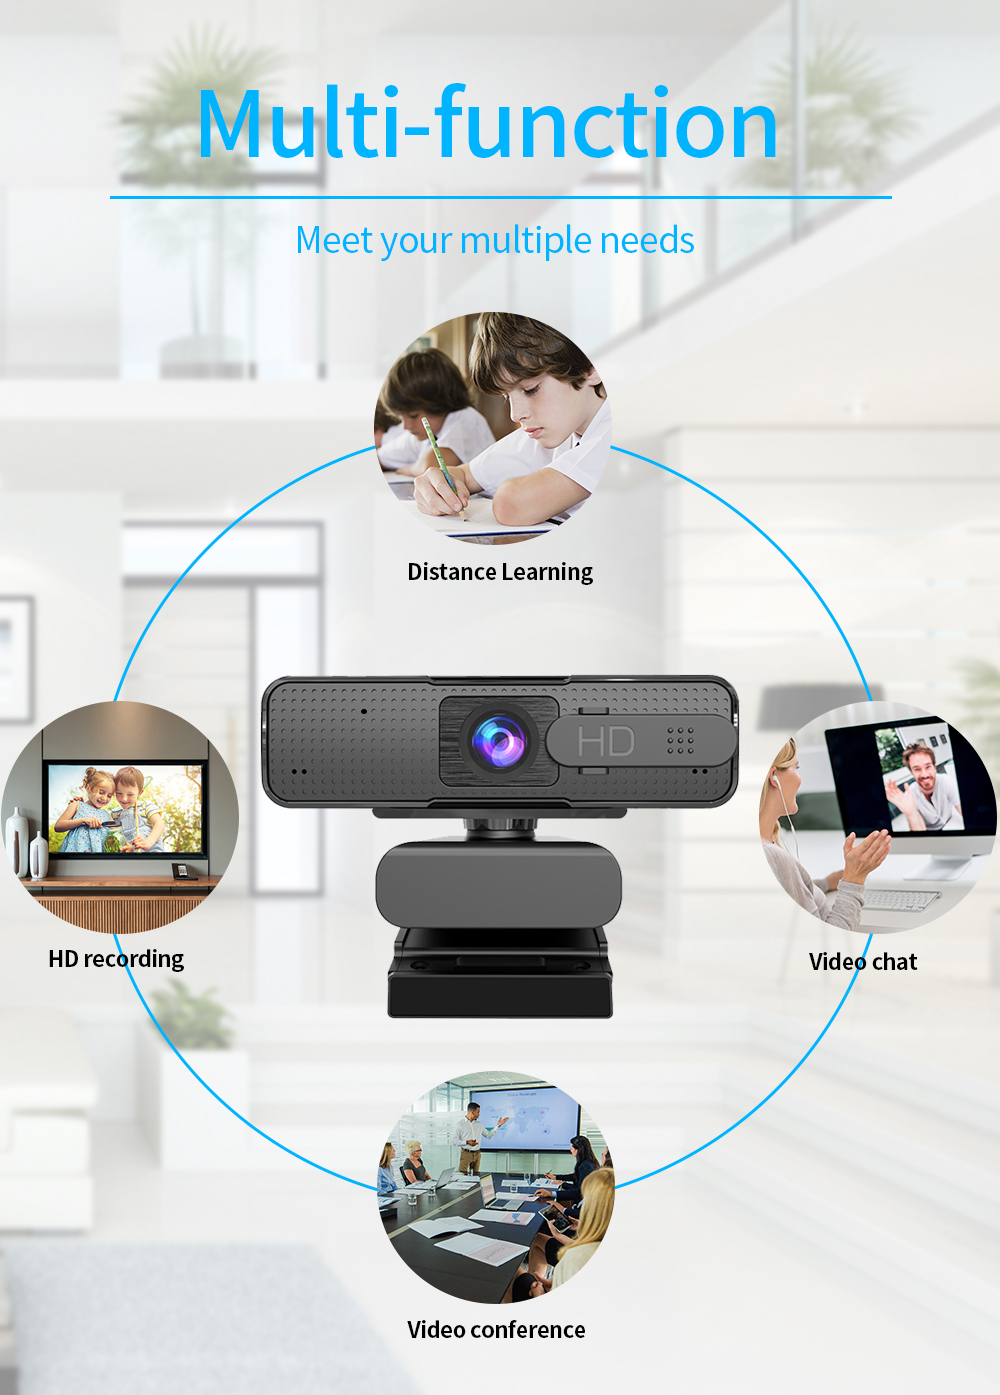 Multi-function
Meet your multiple needs
Distance Learning
HD
HD recording
Video chat
Video conference